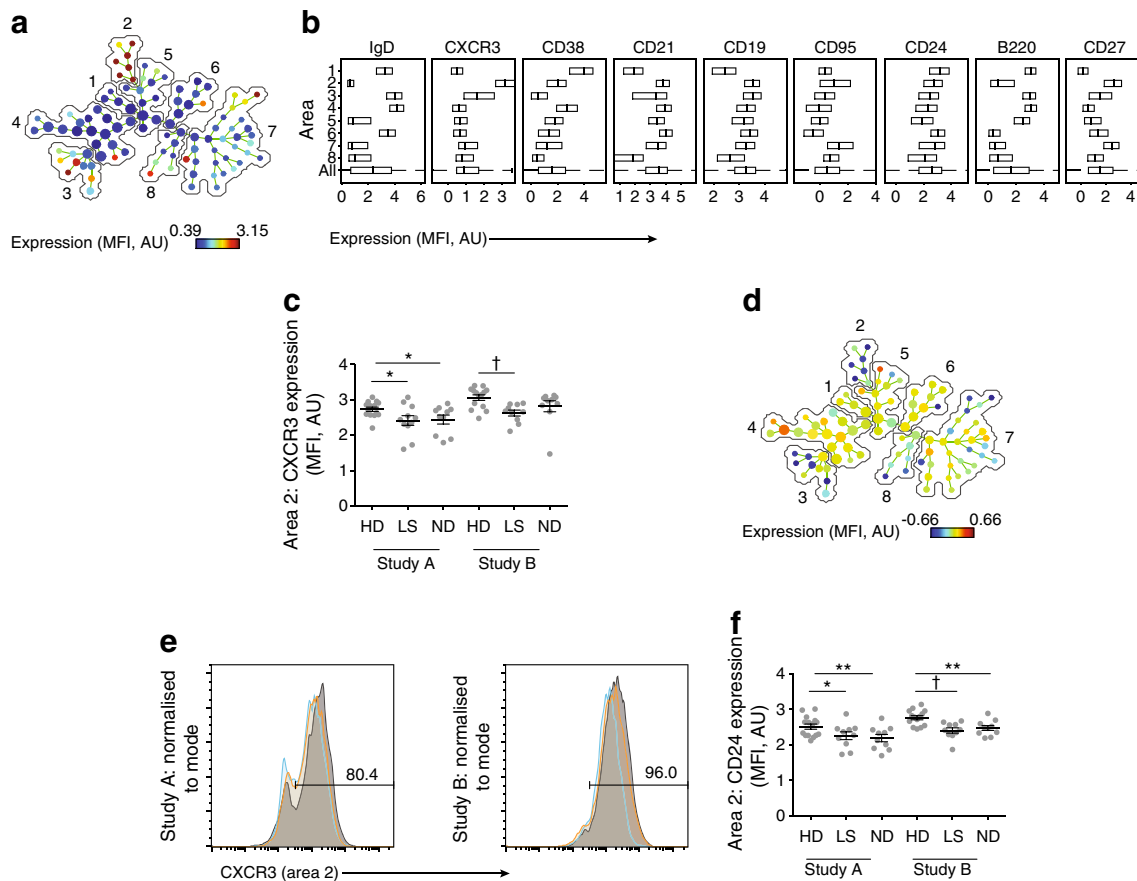 a
2
5
6
1
4
7
3
8
Expression (MFI, AU) 0.39 3.15
b
IgD CXCR3 CD38 CD21 CD19 CD95 CD24 B220 CD27
Area
1
2
3
4
5
6
7
8
All
0 2 4 6 0 1 2 3 0 2 4 1 2 3 4 5 2 3 4 0 2 0 2 4 0 2 4 0 2 4
Expression (MFI, AU)
c
Area 2: CXCR3 expression
(MFI, AU)
4
3
2
1
0
* * †
HD LS ND HD LS ND
Study A Study B
d
2
5
6
1
4
7
3
8
Expression (MFI, AU) -0.66 0.66
e
Study A: normalised
to mode
80.4
Study B: normalised
to mode
96.0
CXCR3 (area 2)
f
Area 2: CD24 expression
(MFI, AU)
4
3
2
1
0
** * ** †
HD LS ND HD LS ND
Study A Study B